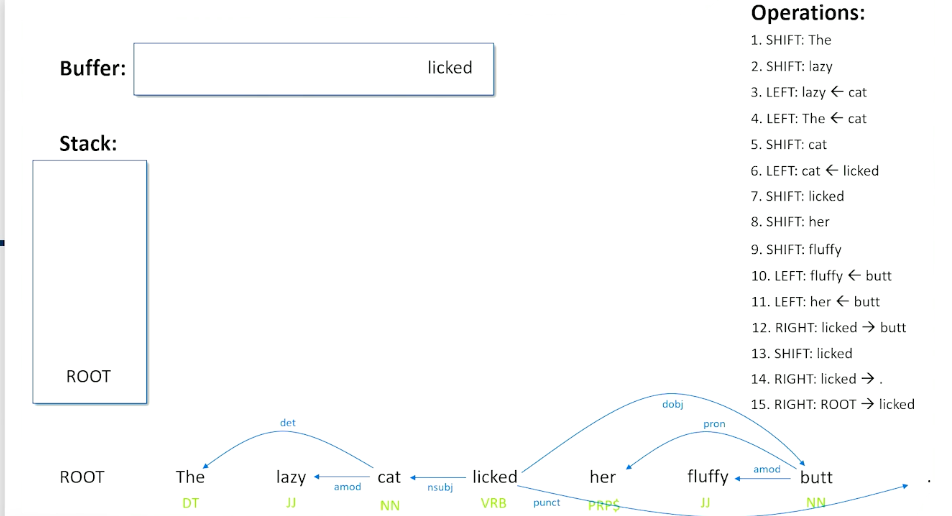 Operations:
1. SHIFT: The
2. SHIFT: lazy
3. LEFT: lazy ← cat
4. LEFT: The ← cat
5. SHIFT: cat
6. LEFT: cat ← licked
7. SHIFT: licked
8. SHIFT: her
9. SHIFT: fluffy
10. LEFT: fluffy ← butt
11. LEFT: her ← butt
12. RIGHT: licked → butt
13. SHIFT: licked
14. RIGHT: licked → .
15. RIGHT: ROOT → licked
Buffer: licked
Stack:
ROOT
det
dobj
pron
amod
nsubj
amod
ROOT The lazy cat licked her fluffy butt .
DT JJ NN VRB punct PRP$ JJ NN